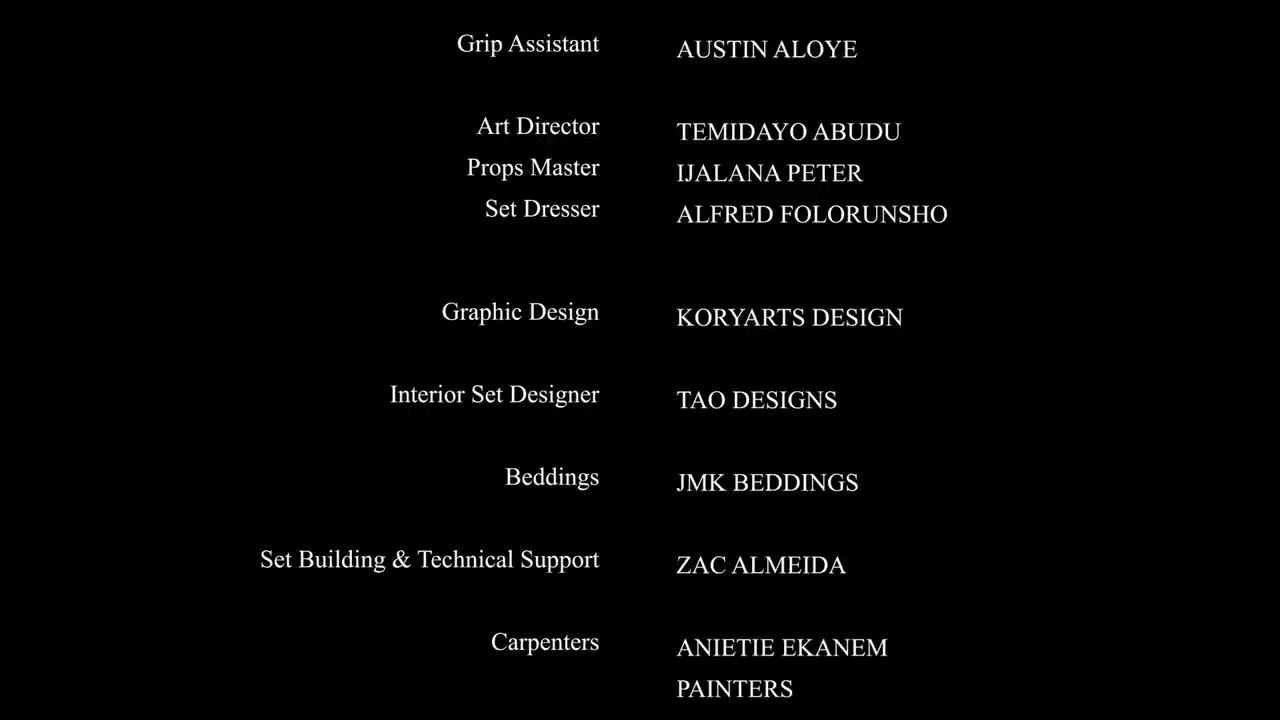 Grip Assistant AUSTIN ALOYE
Art Director TEMIDAYO ABUDU
Props Master IJALANA PETER
Set Dresser ALFRED FOLORUNSHO
Graphic Design KORYARTS DESIGN
Interior Set Designer TAO DESIGNS
Beddings JMK BEDDINGS
Set Building & Technical Support ZAC ALMEIDA
Carpenters ANIETIE EKANEM
PAINTERS